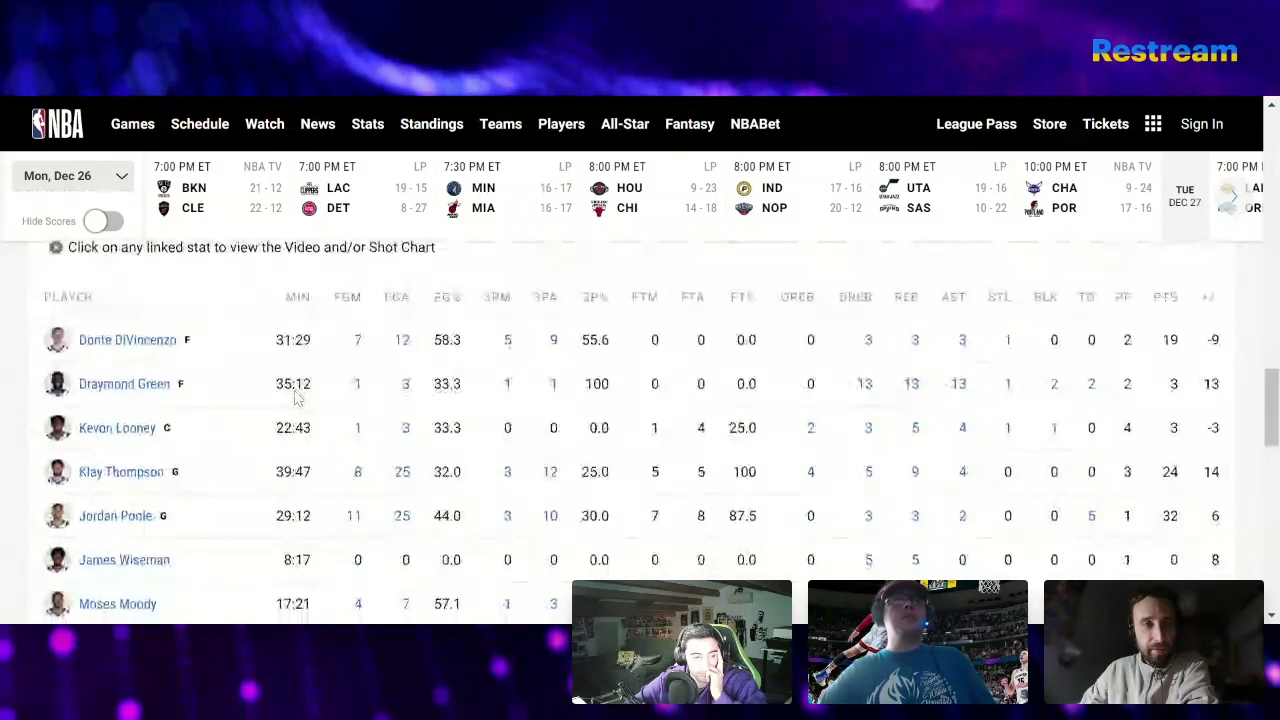 Restream
NBA Games Schedule Watch News Stats Standings Teams Players All-Star Fantasy NBABet League Pass Store Tickets Sign In
Mon, Dec 26
Hide Scores
7:00 PM ET NBA TV
BKN 21 - 12
CLE 22 - 12
7:00 PM ET LP
LAC 19 - 15
DET 8 - 27
7:30 PM ET LP
MIN 16 - 17
MIA 16 - 17
8:00 PM ET LP
HOU 9 - 23
CHI 14 - 18
8:00 PM ET LP
IND 17 - 16
NOP 20 - 12
8:00 PM ET LP
UTA 19 - 16
SAS 10 - 22
10:00 PM ET NBA TV
CHA 9 - 24
POR 17 - 16
TUE
DEC 27
7:00 PM
Click on any linked stat to view the Video and/or Shot Chart
PLAYER MIN FGM FGA FG% 3PM 3PA 3P% FTM FTA FT% OREB DREB REB AST STL BLK TO PF PTS +/-
Donte DiVincenzo F 31:29 7 12 58.3 5 9 55.6 0 0 0.0 0 3 3 3 1 0 0 2 19 -9
Draymond Green F 35:12 1 3 33.3 1 1 100 0 0 0.0 0 13 13 13 1 2 2 2 3 13
Kevon Looney C 22:43 1 3 33.3 0 0 0.0 1 4 25.0 2 3 5 4 1 1 0 4 3 -3
Klay Thompson G 39:47 8 25 32.0 3 12 25.0 5 5 100 4 5 9 4 0 0 0 3 24 14
Jordan Poole G 29:12 11 25 44.0 3 10 30.0 7 8 87.5 0 3 3 2 0 0 5 1 32 6
James Wiseman 8:17 0 0 0.0 0 0 0.0 0 0 0.0 0 5 5 0 0 0 0 1 0 8
Moses Moody 17:21 4 7 57.1 1 3